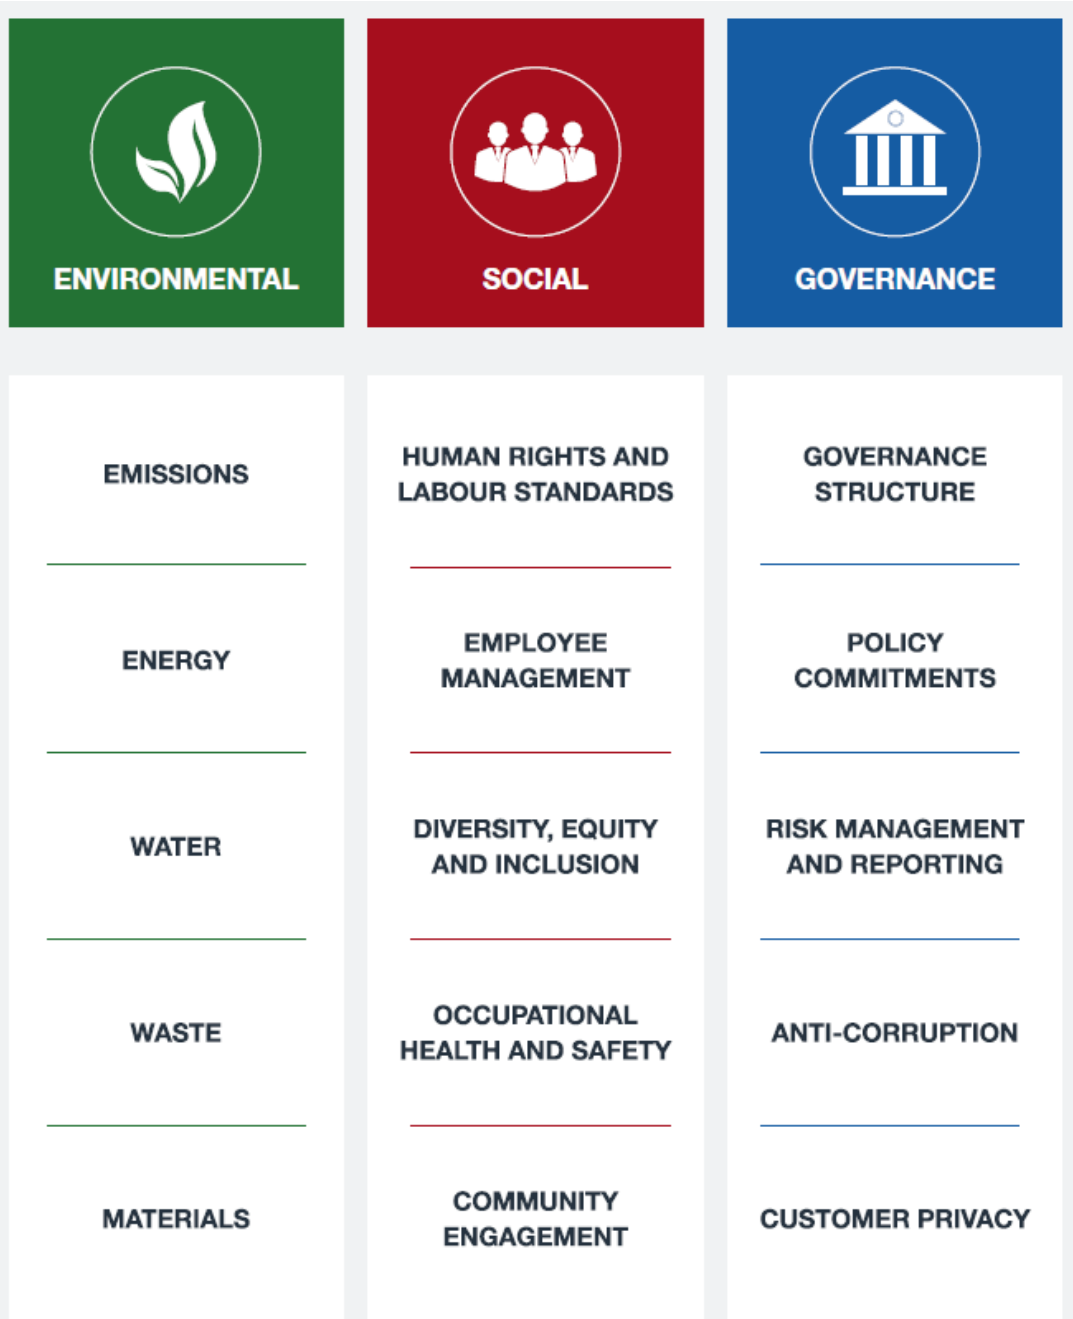 ENVIRONMENTAL
SOCIAL
GOVERNANCE
EMISSIONS
ENERGY
WATER
WASTE
MATERIALS
HUMAN RIGHTS AND
LABOUR STANDARDS
EMPLOYEE
MANAGEMENT
DIVERSITY, EQUITY
AND INCLUSION
OCCUPATIONAL
HEALTH AND SAFETY
COMMUNITY
ENGAGEMENT
GOVERNANCE
STRUCTURE
POLICY
COMMITMENTS
RISK MANAGEMENT
AND REPORTING
ANTI-CORRUPTION
CUSTOMER PRIVACY